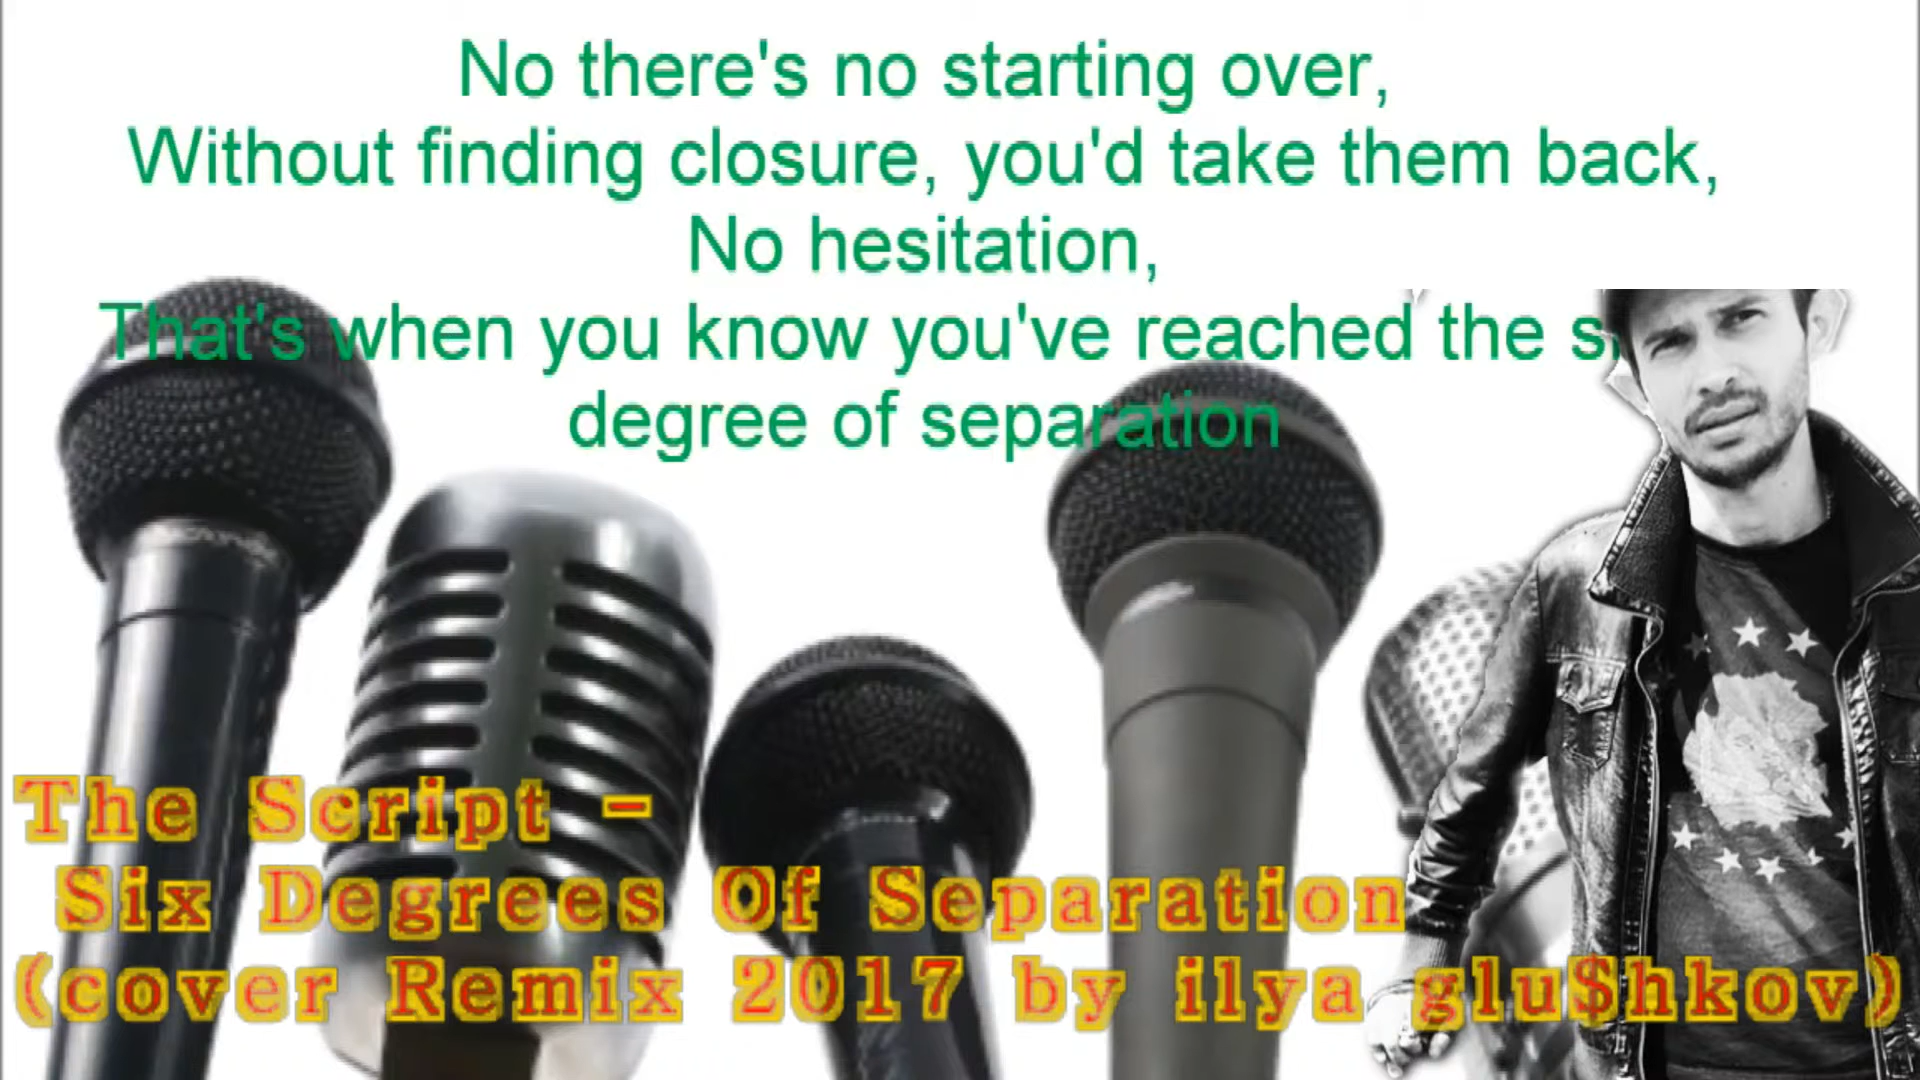 No there's no starting over,
Without finding closure, you'd take them back,
No hesitation,
That's when you know you've reached the
degree of separation
The Script -
Six Degrees Of Separation
(cover Remix 2017 by ilya glu$hkov)